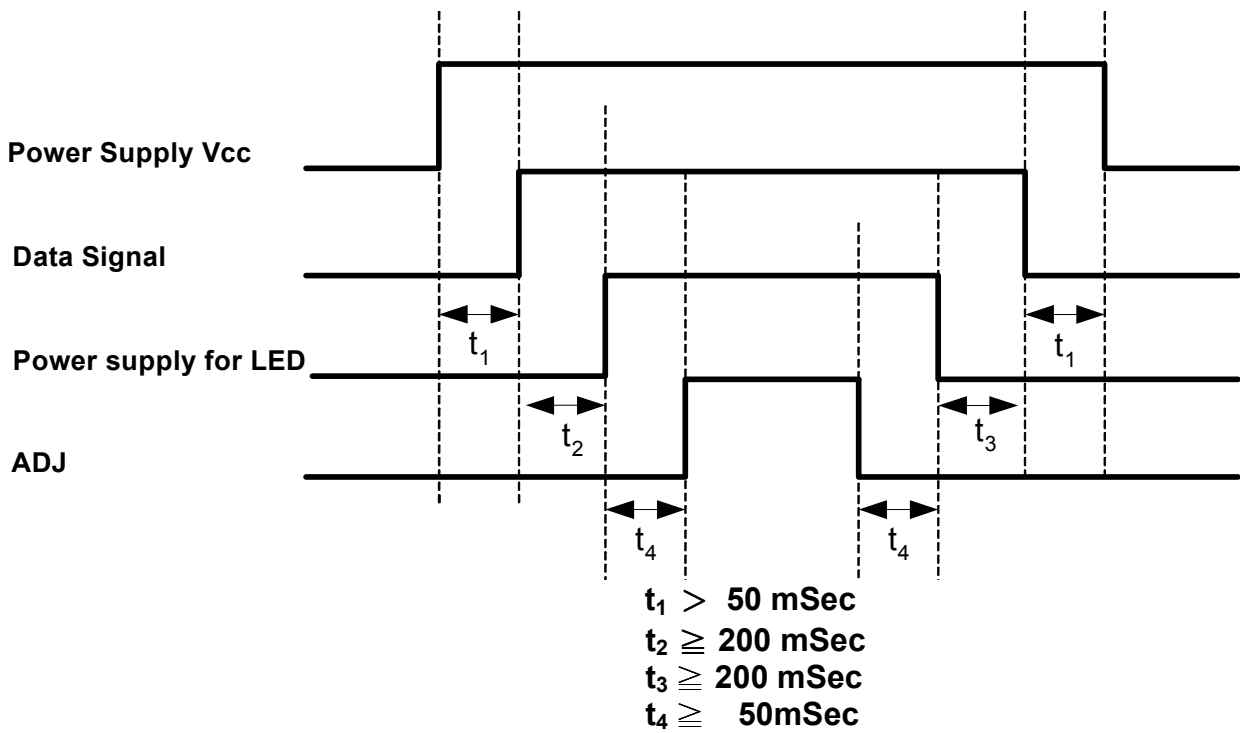 Power Supply Vcc
Data Signal
t₁
t₁
Power supply for LED
t₂
t₃
ADJ
t₄
t₄
t₁ > 50 mSec
t₂ ≧ 200 mSec
t₃ ≧ 200 mSec
t₄ ≧ 50mSec